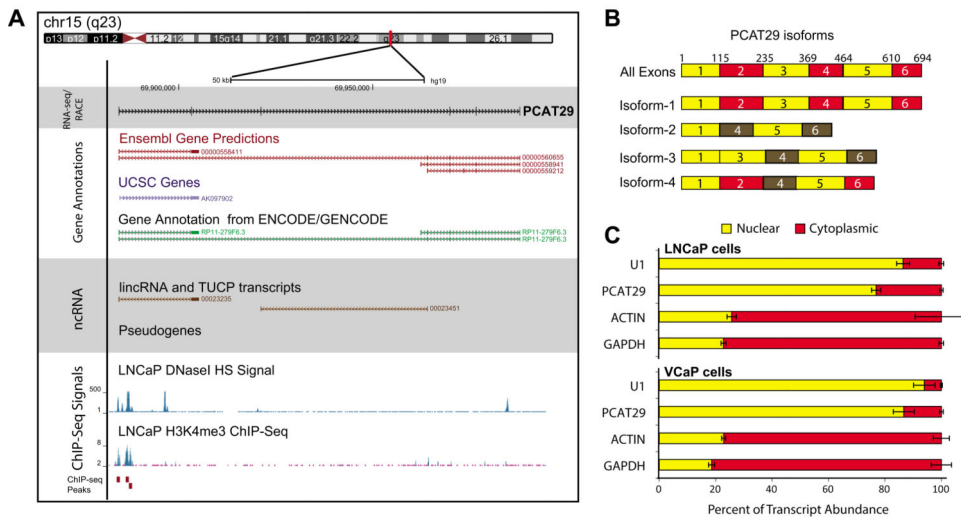 A
chr15 (q23)
p13 p12 p11.2 11.2 12 15q14 21.1 q21.3 22.2 q23 26.1
50 kb hg19
69,900,000 69,950,000
RNA-seq/
RACE
PCAT29
Gene Annotations
Ensembl Gene Predictions
00000558411
00000560655
00000558941
00000559212
UCSC Genes
AK097902
Gene Annotation from ENCODE/GENCODE
RP11-279F6.3 RP11-279F6.3
RP11-279F6.3
ncRNA
lincRNA and TUCP transcripts
00023235
00023451
Pseudogenes
ChIP-Seq Signals
LNCaP DNaseI HS Signal
500
1
LNCaP H3K4me3 ChIP-Seq
8
2
ChIP-seq
Peaks
B
PCAT29 isoforms
1 115 235 369 464 610 694
All Exons 1 2 3 4 5 6
Isoform-1 1 2 3 4 5 6
Isoform-2 1 4 5 6
Isoform-3 1 3 4 5 6
Isoform-4 1 2 4 5 6
C
Nuclear Cytoplasmic
LNCaP cells
U1
PCAT29
ACTIN
GAPDH
VCaP cells
U1
PCAT29
ACTIN
GAPDH
0 20 40 60 80 100
Percent of Transcript Abundance